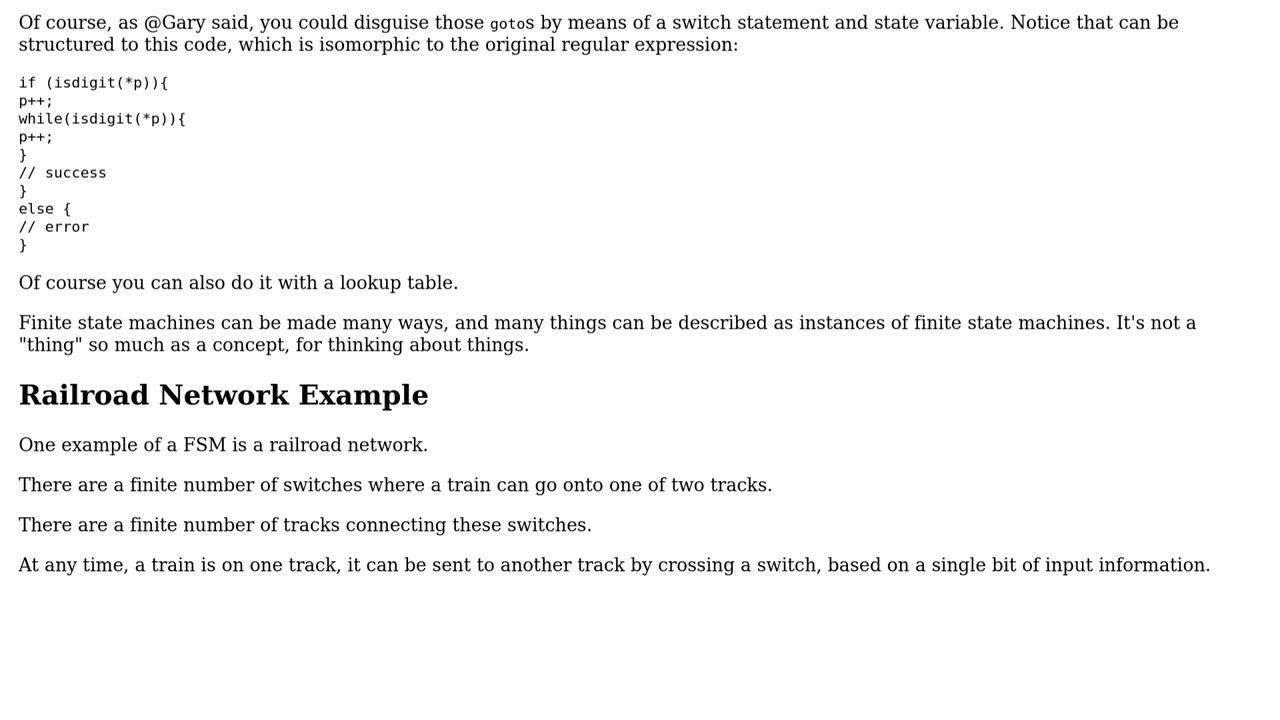 Of course, as @Gary said, you could disguise those gotos by means of a switch statement and state variable. Notice that can be
structured to this code, which is isomorphic to the original regular expression:
if (isdigit(*p)){
p++;
while(isdigit(*p)){
p++;
}
// success
}
else {
// error
}
Of course you can also do it with a lookup table.
Finite state machines can be made many ways, and many things can be described as instances of finite state machines. It's not a
"thing" so much as a concept, for thinking about things.
Railroad Network Example
One example of a FSM is a railroad network.
There are a finite number of switches where a train can go onto one of two tracks.
There are a finite number of tracks connecting these switches.
At any time, a train is on one track, it can be sent to another track by crossing a switch, based on a single bit of input information.